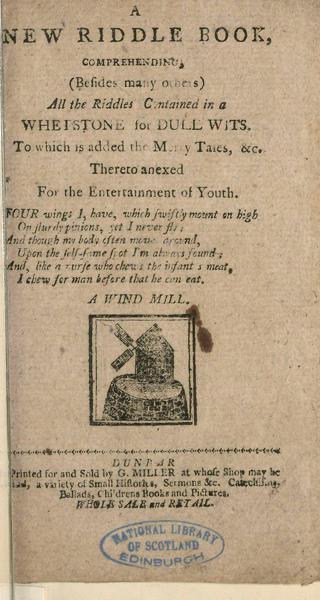 A
NEW RIDDLE BOOK,
COMPREHENDING,
(Beſides many others)
All the Riddles Contained in a
WHETSTONE for DULL WITS.
To which is added the Merry Tales, &c.
Thereto anexed
For the Entertainment of Youth.
FOUR wings I, have, which ſwiftly mount on high
On ſturdy pinions, yet I never fly;
And though my body often move around,
Upon the ſelf-ſame ſpot I'm always found;
And, like a nurſe who chews the infant's meat,
I chew for man before that he can eat.
A WIND MILL.
DUNBAR
Printed for and Sold by G. MILLER at whoſe Shop may be
had, a variety of Small Hiſtories, Sermons &c. Catechiſms,
Ballads, Childrens Books and Pictures,
WHOLE SALE and RETAIL.
NATIONAL LIBRARY
OF SCOTLAND
EDINBURGH